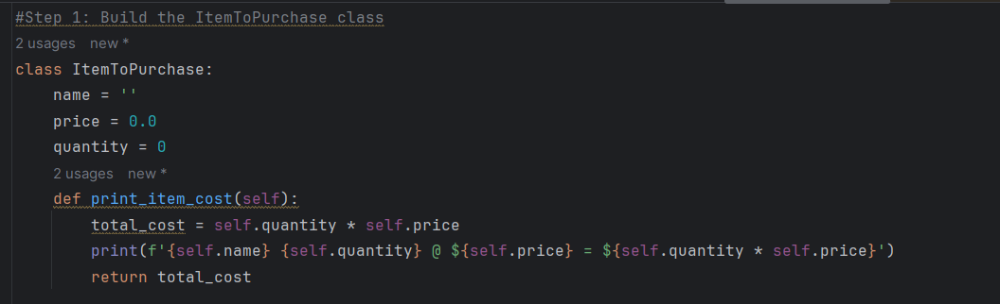 #Step 1: Build the ItemToPurchase class
2 usages   new *
class ItemToPurchase:
    name = ''
    price = 0.0
    quantity = 0
    2 usages   new *
    def print_item_cost(self):
        total_cost = self.quantity * self.price
        print(f'{self.name} {self.quantity} @ ${self.price} = ${self.quantity * self.price}')
        return total_cost